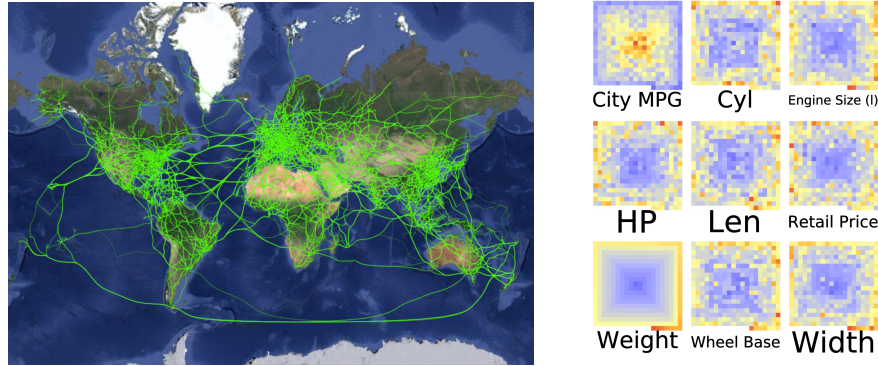 City MPG
Cyl
Engine Size (l)
HP
Len
Retail Price
Weight
Wheel Base
Width